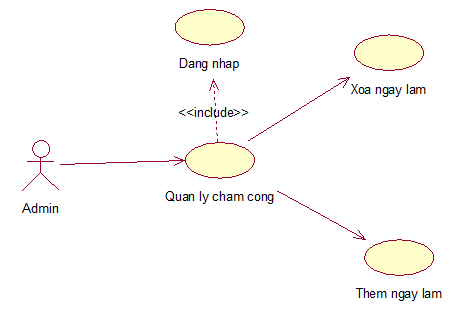 Dang nhap
Xoa ngay lam
<<include>>
Quan ly cham cong
Admin
Them ngay lam